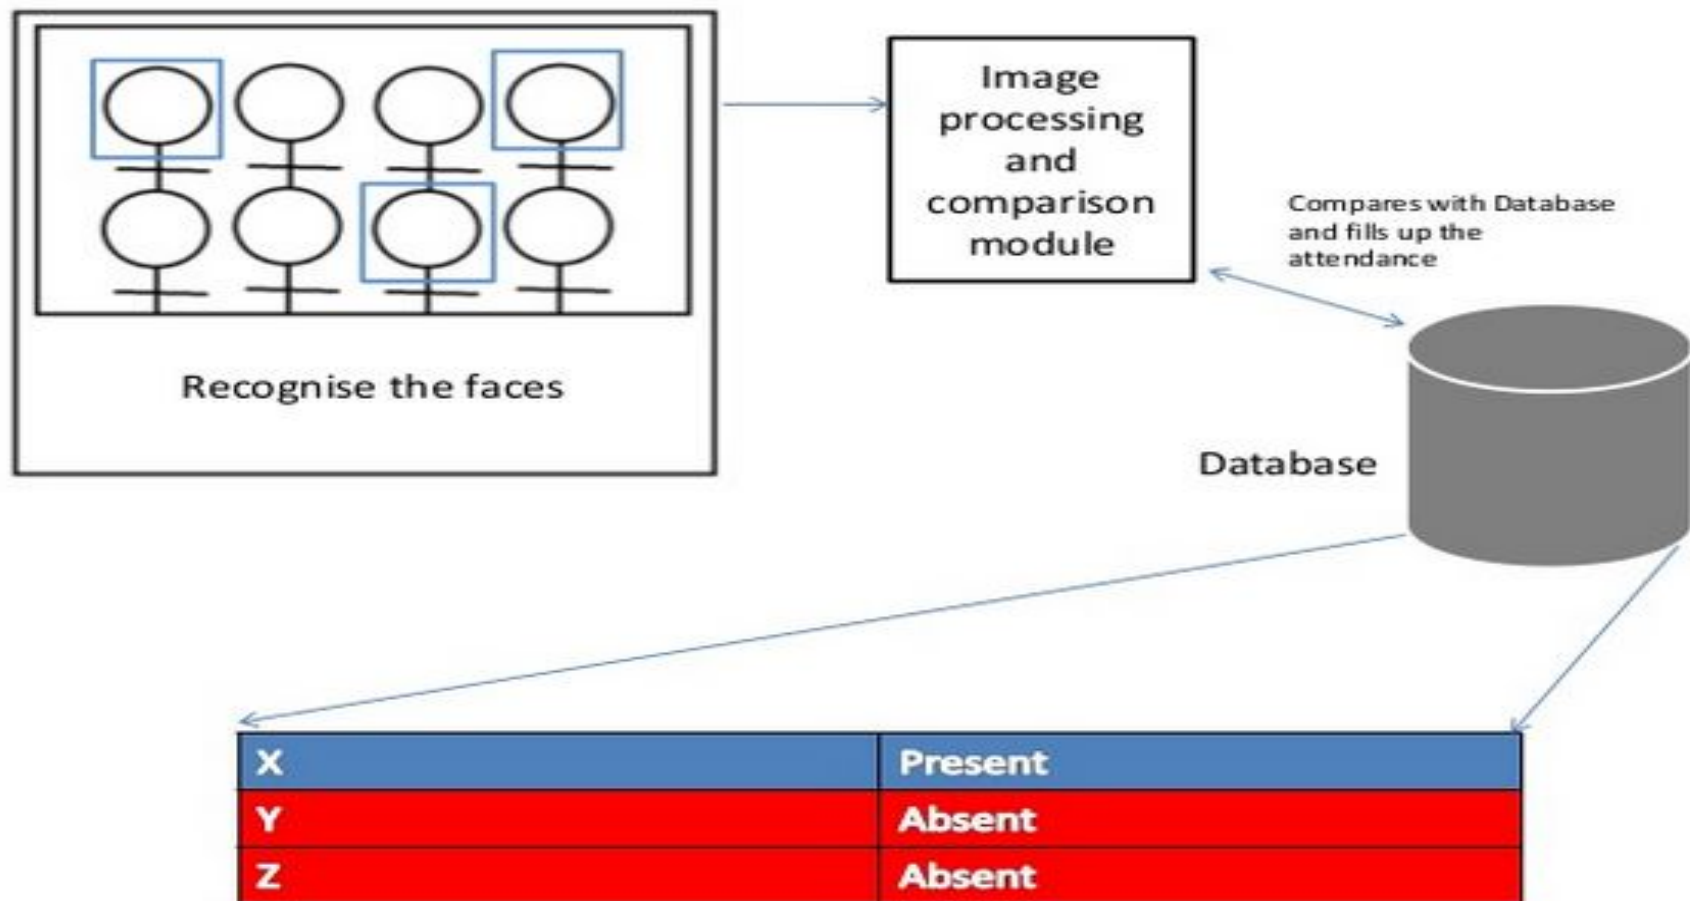 Recognise the faces
Image
processing
and
comparison
module
Compares with Database
and fills up the
attendance
Database
X Present
Y Absent
Z Absent